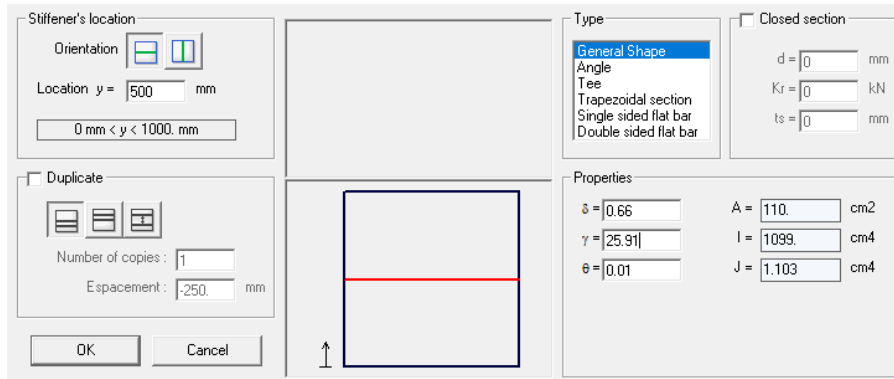 Stiffener's location
Orientation
Location y = 500 mm
0 mm < y < 1000. mm
Duplicate
Number of copies : 1
Espacement : -250. mm
OK Cancel
Type
General Shape
Angle
Tee
Trapezoidal section
Single sided flat bar
Double sided flat bar
Closed section
d = 0 mm
Kr = 0 kN
ts = 0 mm
Properties
δ = 0.66 A = 110. cm2
γ = 25.91 I = 1099. cm4
θ = 0.01 J = 1.103 cm4